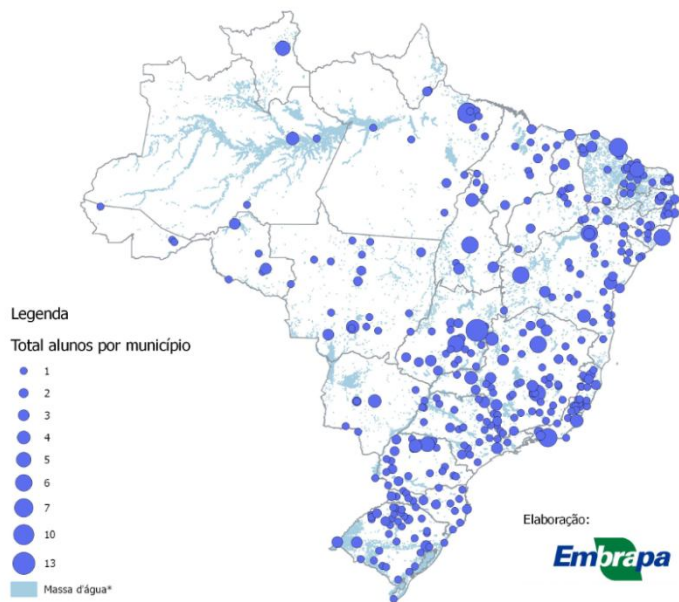 Legenda
Total alunos por município
1
2
3
4
5
6
7
10
13
Massa d'água*
Elaboração:
Embrapa